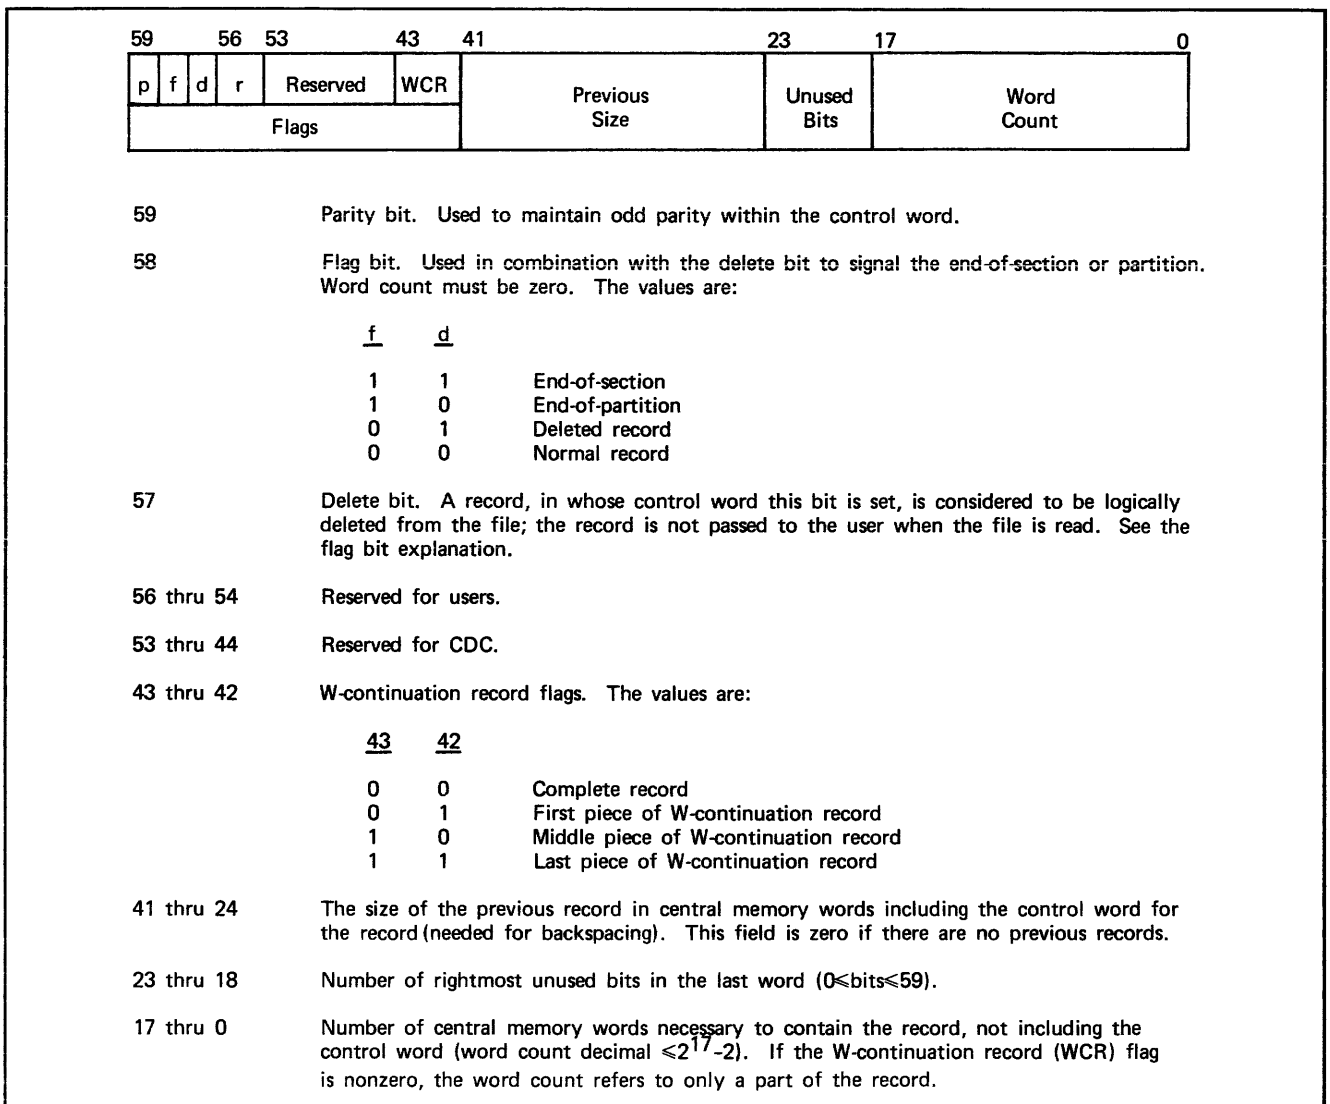 59 56 53 43 41 23 17 0
p f d r Reserved WCR Previous Size Unused Bits Word Count
Flags
59 Parity bit. Used to maintain odd parity within the control word.
58 Flag bit. Used in combination with the delete bit to signal the end-of-section or partition.
Word count must be zero. The values are:
f d
1 1 End-of-section
1 0 End-of-partition
0 1 Deleted record
0 0 Normal record
57 Delete bit. A record, in whose control word this bit is set, is considered to be logically
deleted from the file; the record is not passed to the user when the file is read. See the
flag bit explanation.
56 thru 54 Reserved for users.
53 thru 44 Reserved for CDC.
43 thru 42 W-continuation record flags. The values are:
43 42
0 0 Complete record
0 1 First piece of W-continuation record
1 0 Middle piece of W-continuation record
1 1 Last piece of W-continuation record
41 thru 24 The size of the previous record in central memory words including the control word for
the record (needed for backspacing). This field is zero if there are no previous records.
23 thru 18 Number of rightmost unused bits in the last word (0⩽bits⩽59).
17 thru 0 Number of central memory words necessary to contain the record, not including the
control word (word count decimal ⩽2¹⁷-2). If the W-continuation record (WCR) flag
is nonzero, the word count refers to only a part of the record.